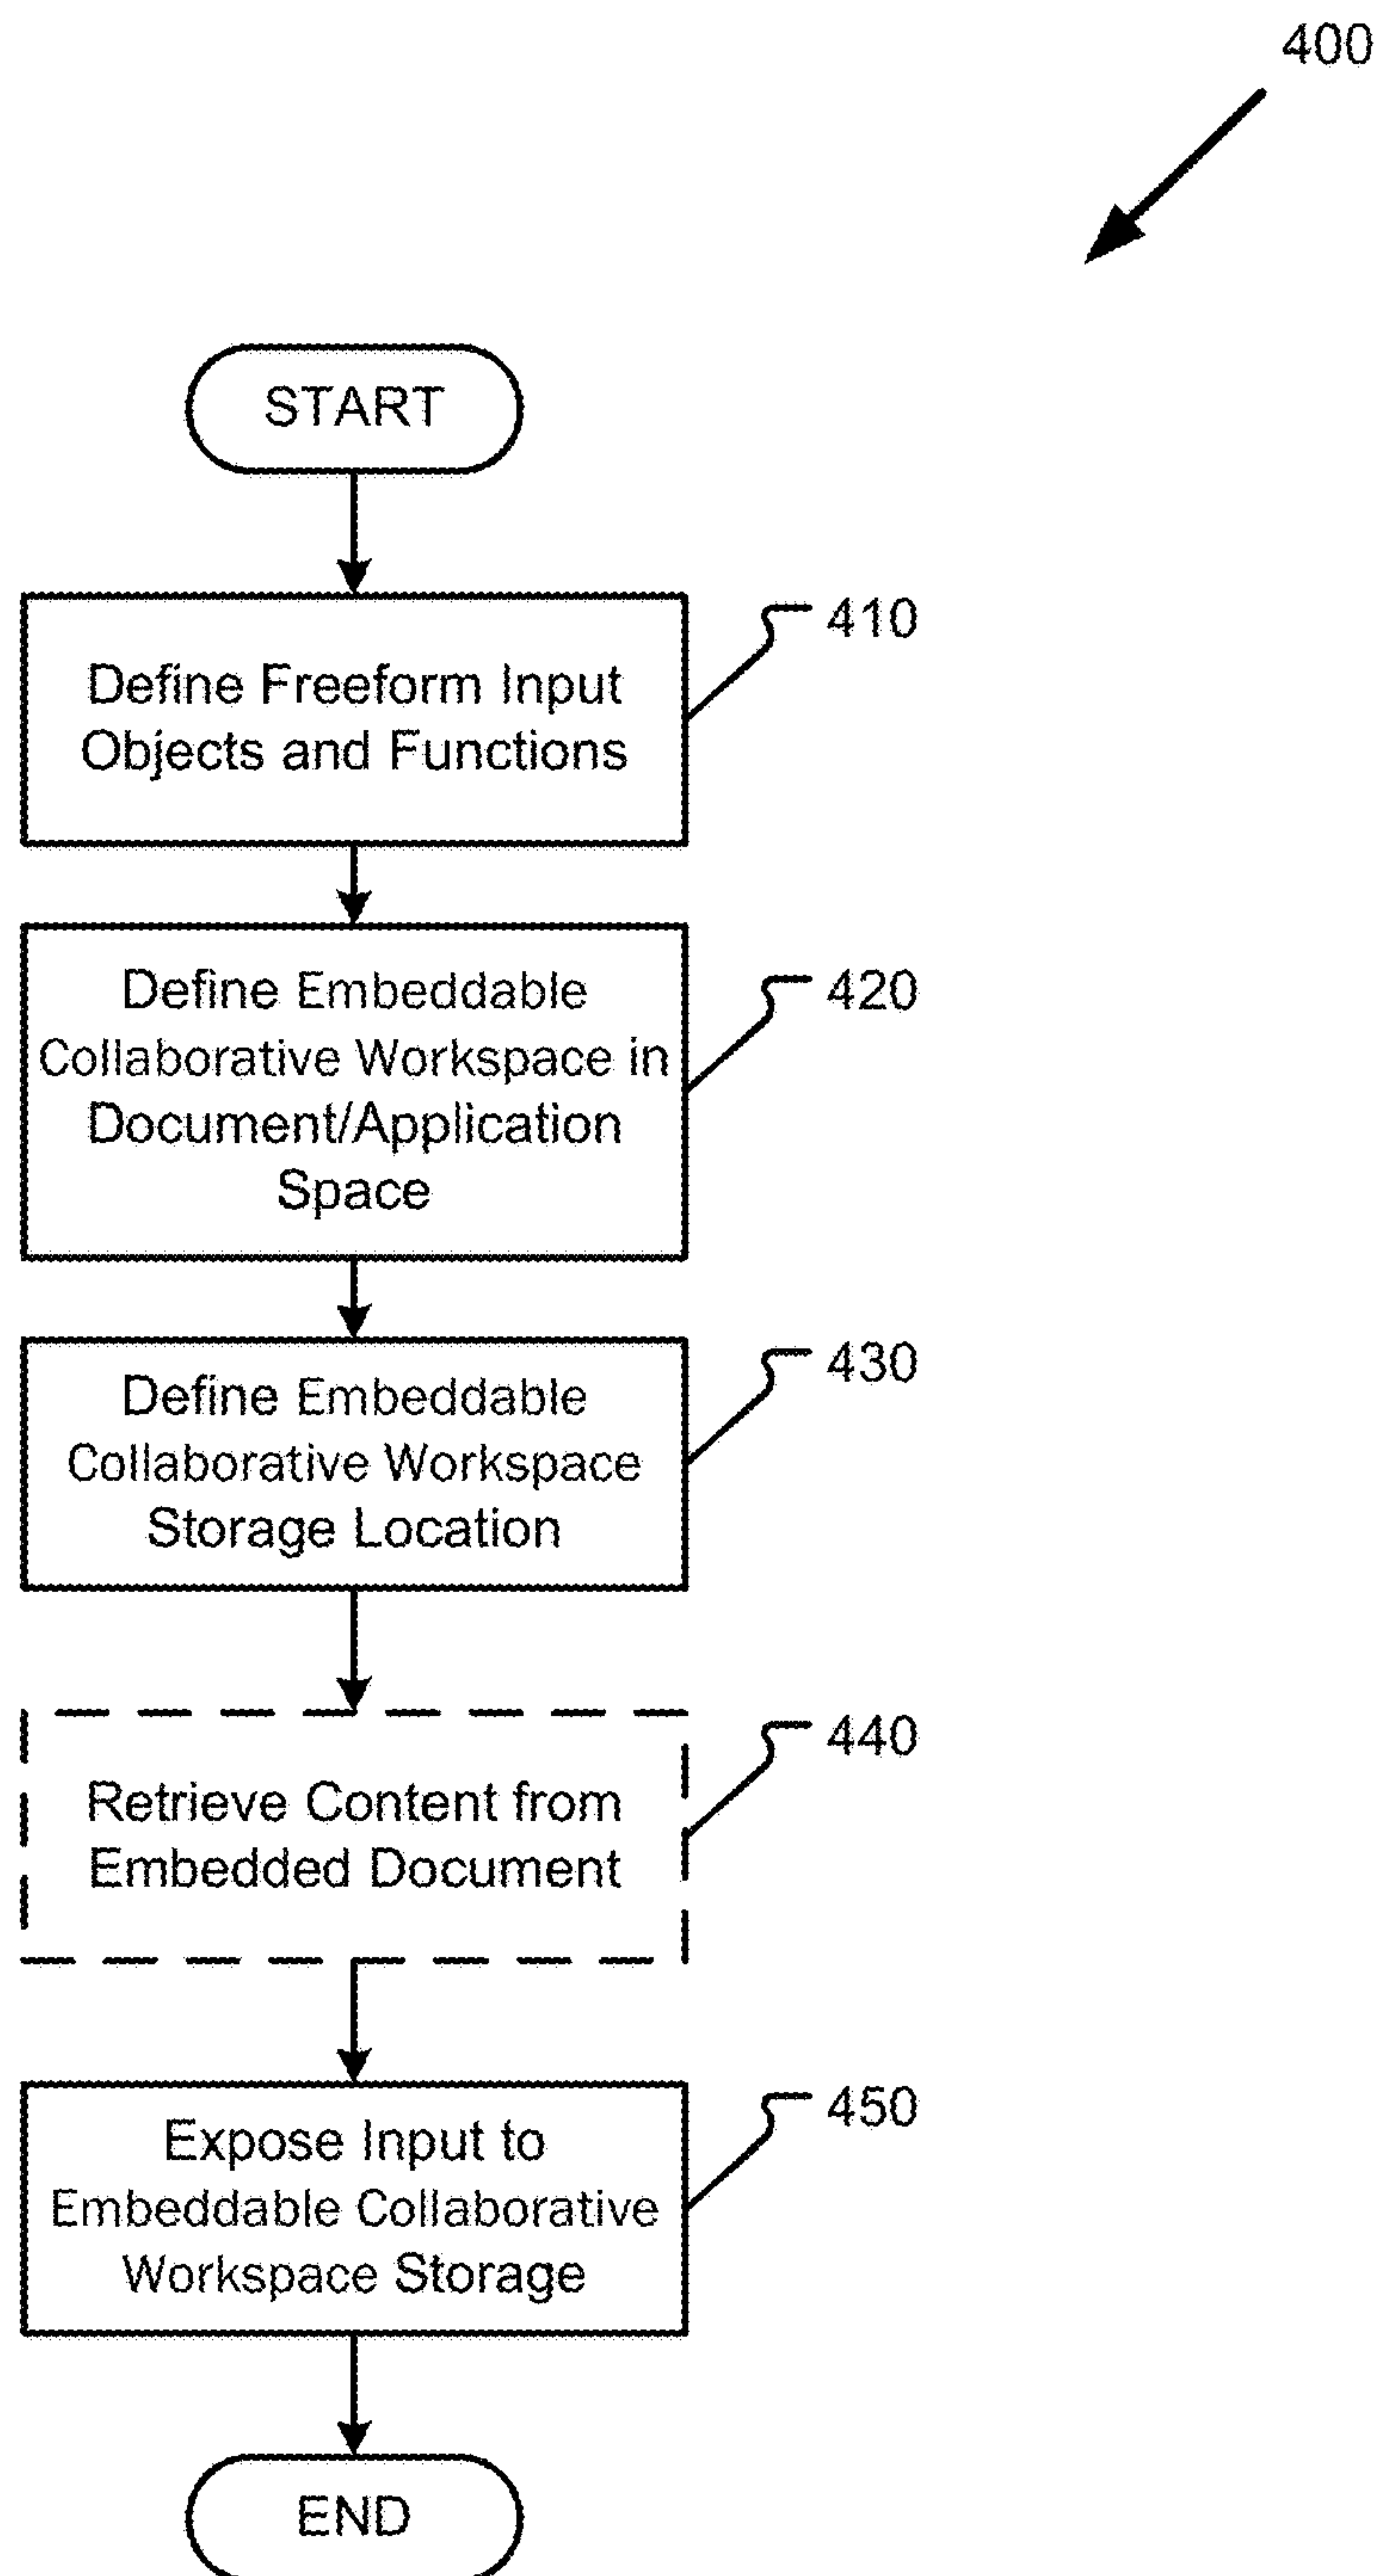 400
START
410
Define Freeform Input
Objects and Functions
420
Define Embeddable
Collaborative Workspace in
Document/Application
Space
430
Define Embeddable
Collaborative Workspace
Storage Location
440
Retrieve Content from
Embedded Document
450
Expose Input to
Embeddable Collaborative
Workspace Storage
END